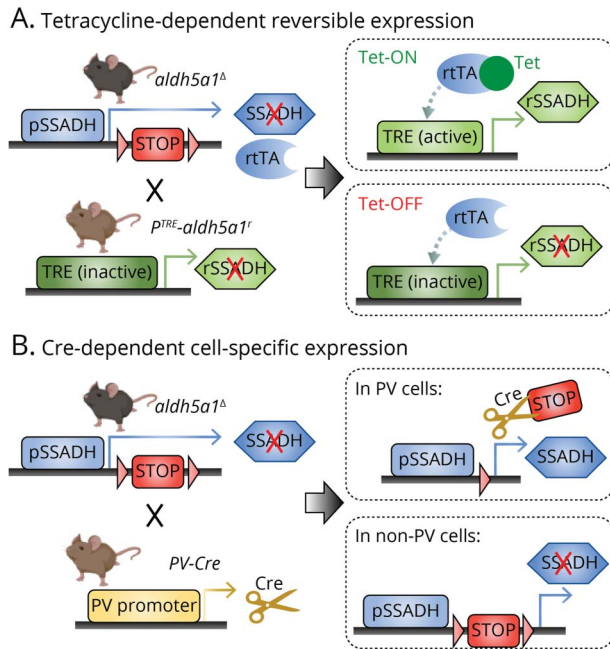 A. Tetracycline-dependent reversible expression
aldh5a1Δ
pSSADH
STOP
SSADH
rtTA
X
P^TRE-aldh5a1^r
TRE (inactive)
rSSADH
Tet-ON
rtTA
Tet
rSSADH
TRE (active)
Tet-OFF
rtTA
rSSADH
TRE (inactive)
B. Cre-dependent cell-specific expression
aldh5a1Δ
pSSADH
STOP
SSADH
X
PV-Cre
PV promoter
Cre
In PV cells:
Cre
STOP
pSSADH
SSADH
In non-PV cells:
SSADH
pSSADH
STOP